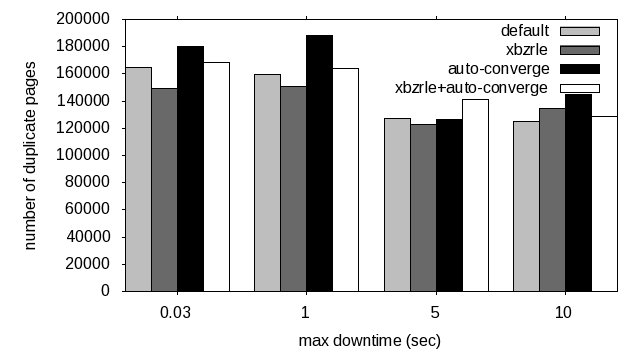 200000
180000
160000
140000
120000
100000
80000
60000
40000
20000
0
number of duplicate pages
default
xbzrle
auto-converge
xbzrle+auto-converge
0.03 1 5 10
max downtime (sec)